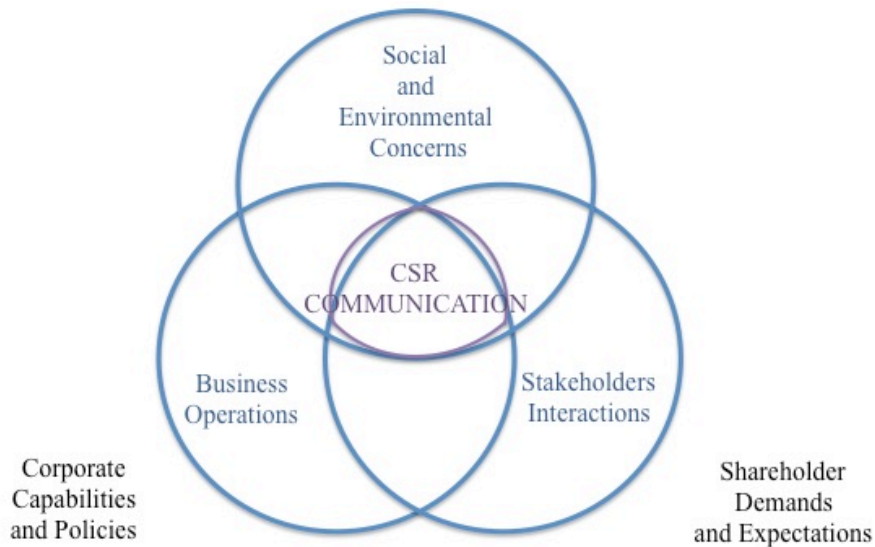 Social
and
Environmental
Concerns
CSR
COMMUNICATION
Business
Operations
Stakeholders
Interactions
Corporate
Capabilities
and Policies
Shareholder
Demands
and Expectations